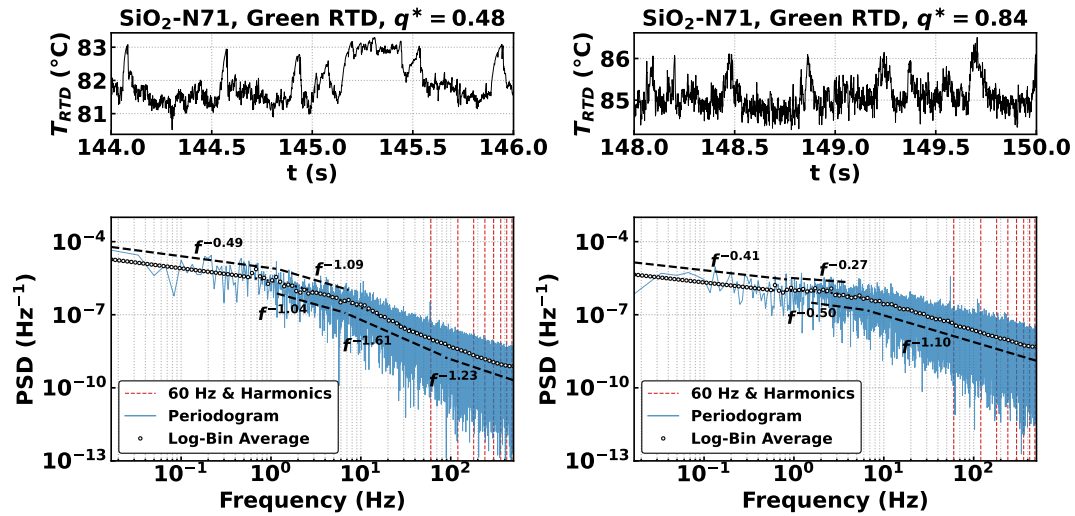 SiO₂-N71, Green RTD, q* = 0.48
T_RTD (°C)
83
82
81
144.0 144.5 145.0 145.5 146.0
t (s)
SiO₂-N71, Green RTD, q* = 0.84
T_RTD (°C)
86
85
148.0 148.5 149.0 149.5 150.0
t (s)
PSD (Hz⁻¹)
10⁻⁴
10⁻⁷
10⁻¹⁰
10⁻¹³
f^−0.49
f^−1.09
f^−1.04
f^−1.61
f^−1.23
60 Hz & Harmonics
Periodogram
Log-Bin Average
10⁻¹ 10⁰ 10¹ 10²
Frequency (Hz)
PSD (Hz⁻¹)
10⁻⁴
10⁻⁷
10⁻¹⁰
10⁻¹³
f^−0.41
f^−0.27
f^−0.50
f^−1.10
60 Hz & Harmonics
Periodogram
Log-Bin Average
10⁻¹ 10⁰ 10¹ 10²
Frequency (Hz)